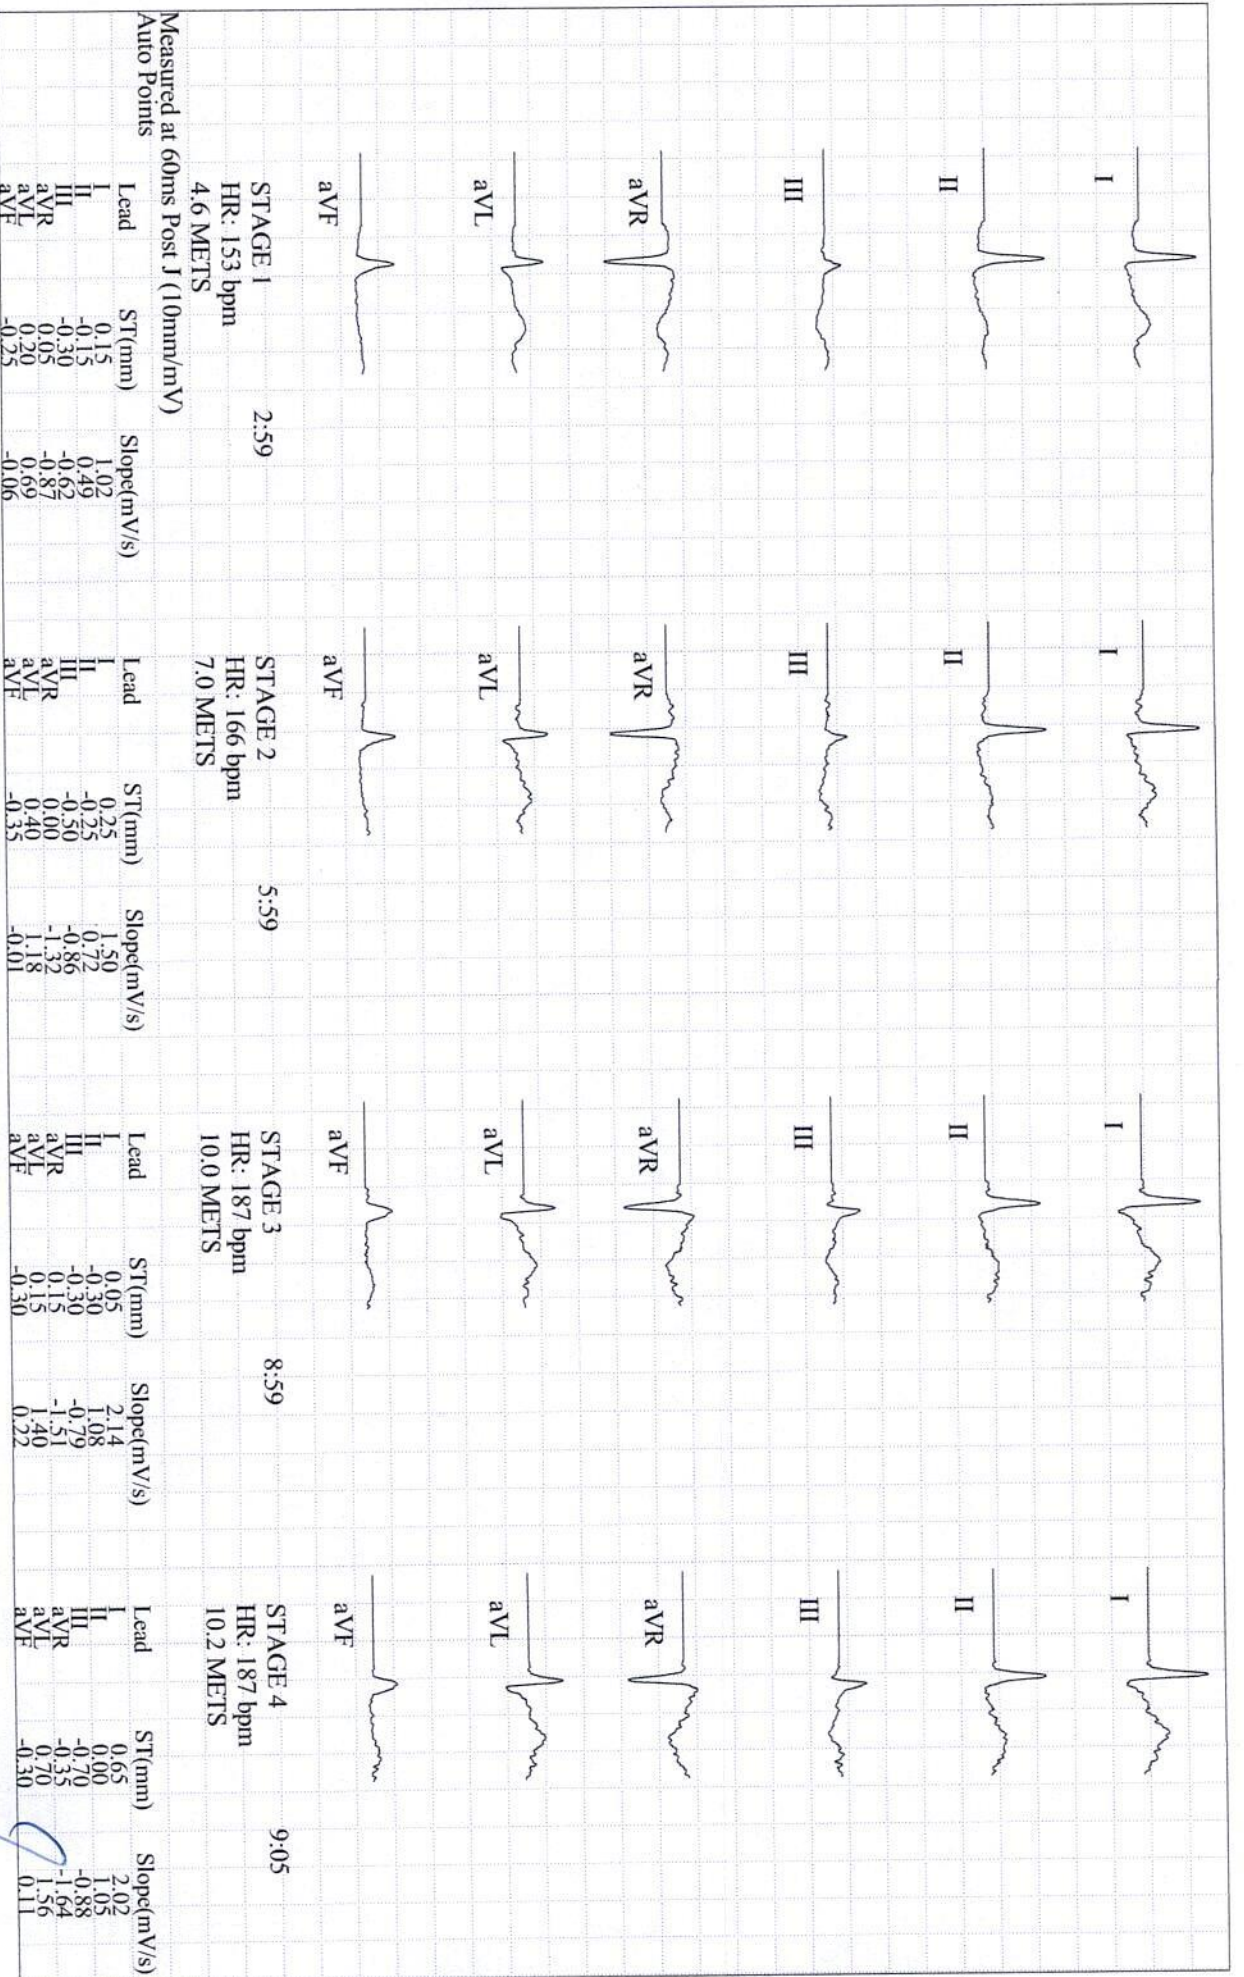 I I I I
II II II II
III III III III
aVR aVR aVR aVR
aVL aVL aVL aVL
aVF aVF aVF aVF
STAGE 1 2:59 STAGE 2 5:59 STAGE 3 8:59 STAGE 4 9:05
HR: 153 bpm HR: 166 bpm HR: 187 bpm HR: 187 bpm
4.6 METS 7.0 METS 10.0 METS 10.2 METS
Measured at 60ms Post J (10mm/mV)
Auto Points
Lead ST(mm) Slope(mV/s) Lead ST(mm) Slope(mV/s) Lead ST(mm) Slope(mV/s) Lead ST(mm) Slope(mV/s)
I 0.15 1.02 I 0.25 1.50 I 0.05 2.14 I 0.65 2.02
II -0.15 0.49 II -0.25 0.72 II -0.30 1.08 II 0.00 1.05
III -0.30 -0.62 III -0.50 -0.86 III -0.30 -0.79 III -0.70 -0.88
aVR 0.05 -0.87 aVR 0.00 -1.32 aVR 0.15 -1.51 aVR -0.35 -1.64
aVL 0.20 0.69 aVL 0.40 1.18 aVL 0.15 1.40 aVL 0.70 1.56
aVF -0.25 -0.06 aVF -0.35 -0.01 aVF -0.30 0.22 aVF -0.30 0.11